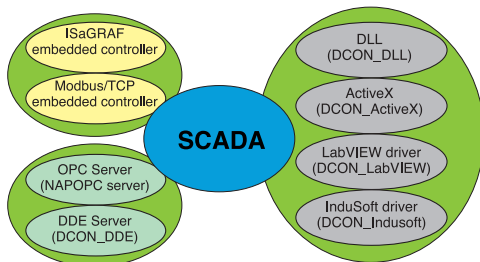 ISaGRAF
embedded controller
Modbus/TCP
embedded controller
SCADA
OPC Server
(NAPOPC server)
DDE Server
(DCON_DDE)
DLL
(DCON_DLL)
ActiveX
(DCON_ActiveX)
LabVIEW driver
(DCON_LabVIEW)
InduSoft driver
(DCON_Indusoft)